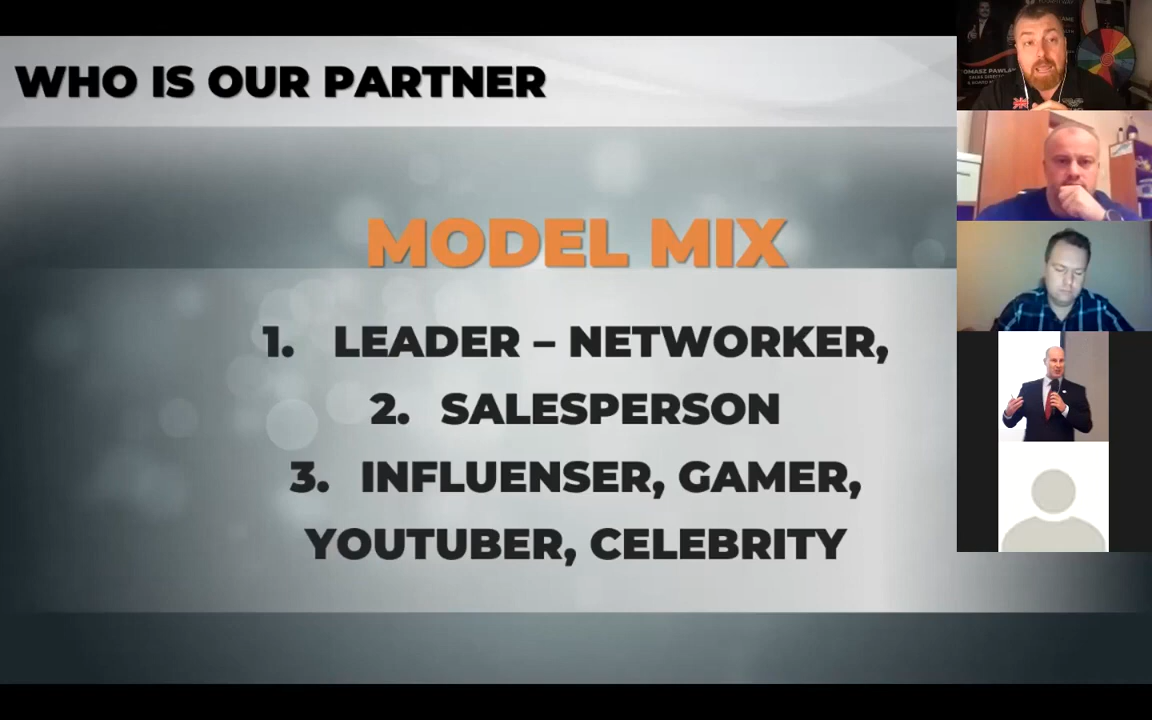 WHO IS OUR PARTNER
MODEL MIX
1. LEADER – NETWORKER,
2. SALESPERSON
3. INFLUENSER, GAMER,
YOUTUBER, CELEBRITY